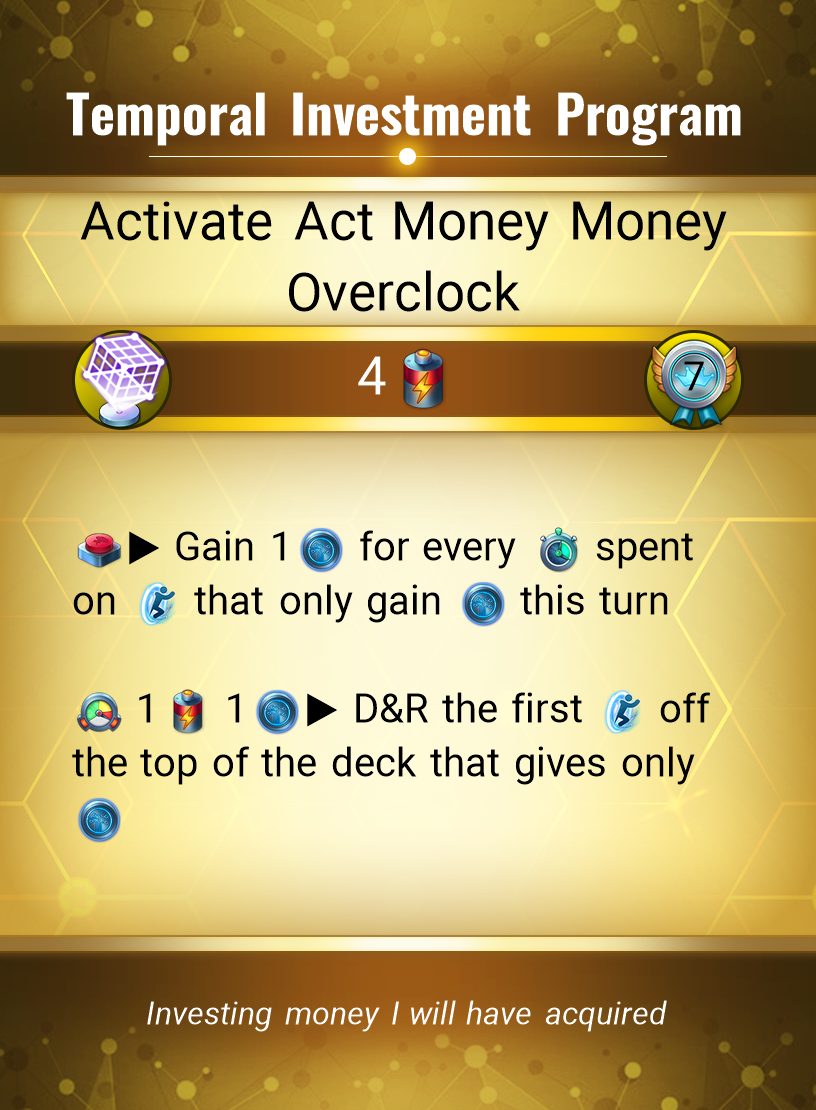 Temporal Investment Program
Activate Act Money Money
Overclock
4
7
▶ Gain 1 for every spent
on that only gain this turn
1 1 ▶ D&R the first off
the top of the deck that gives only
Investing money I will have acquired